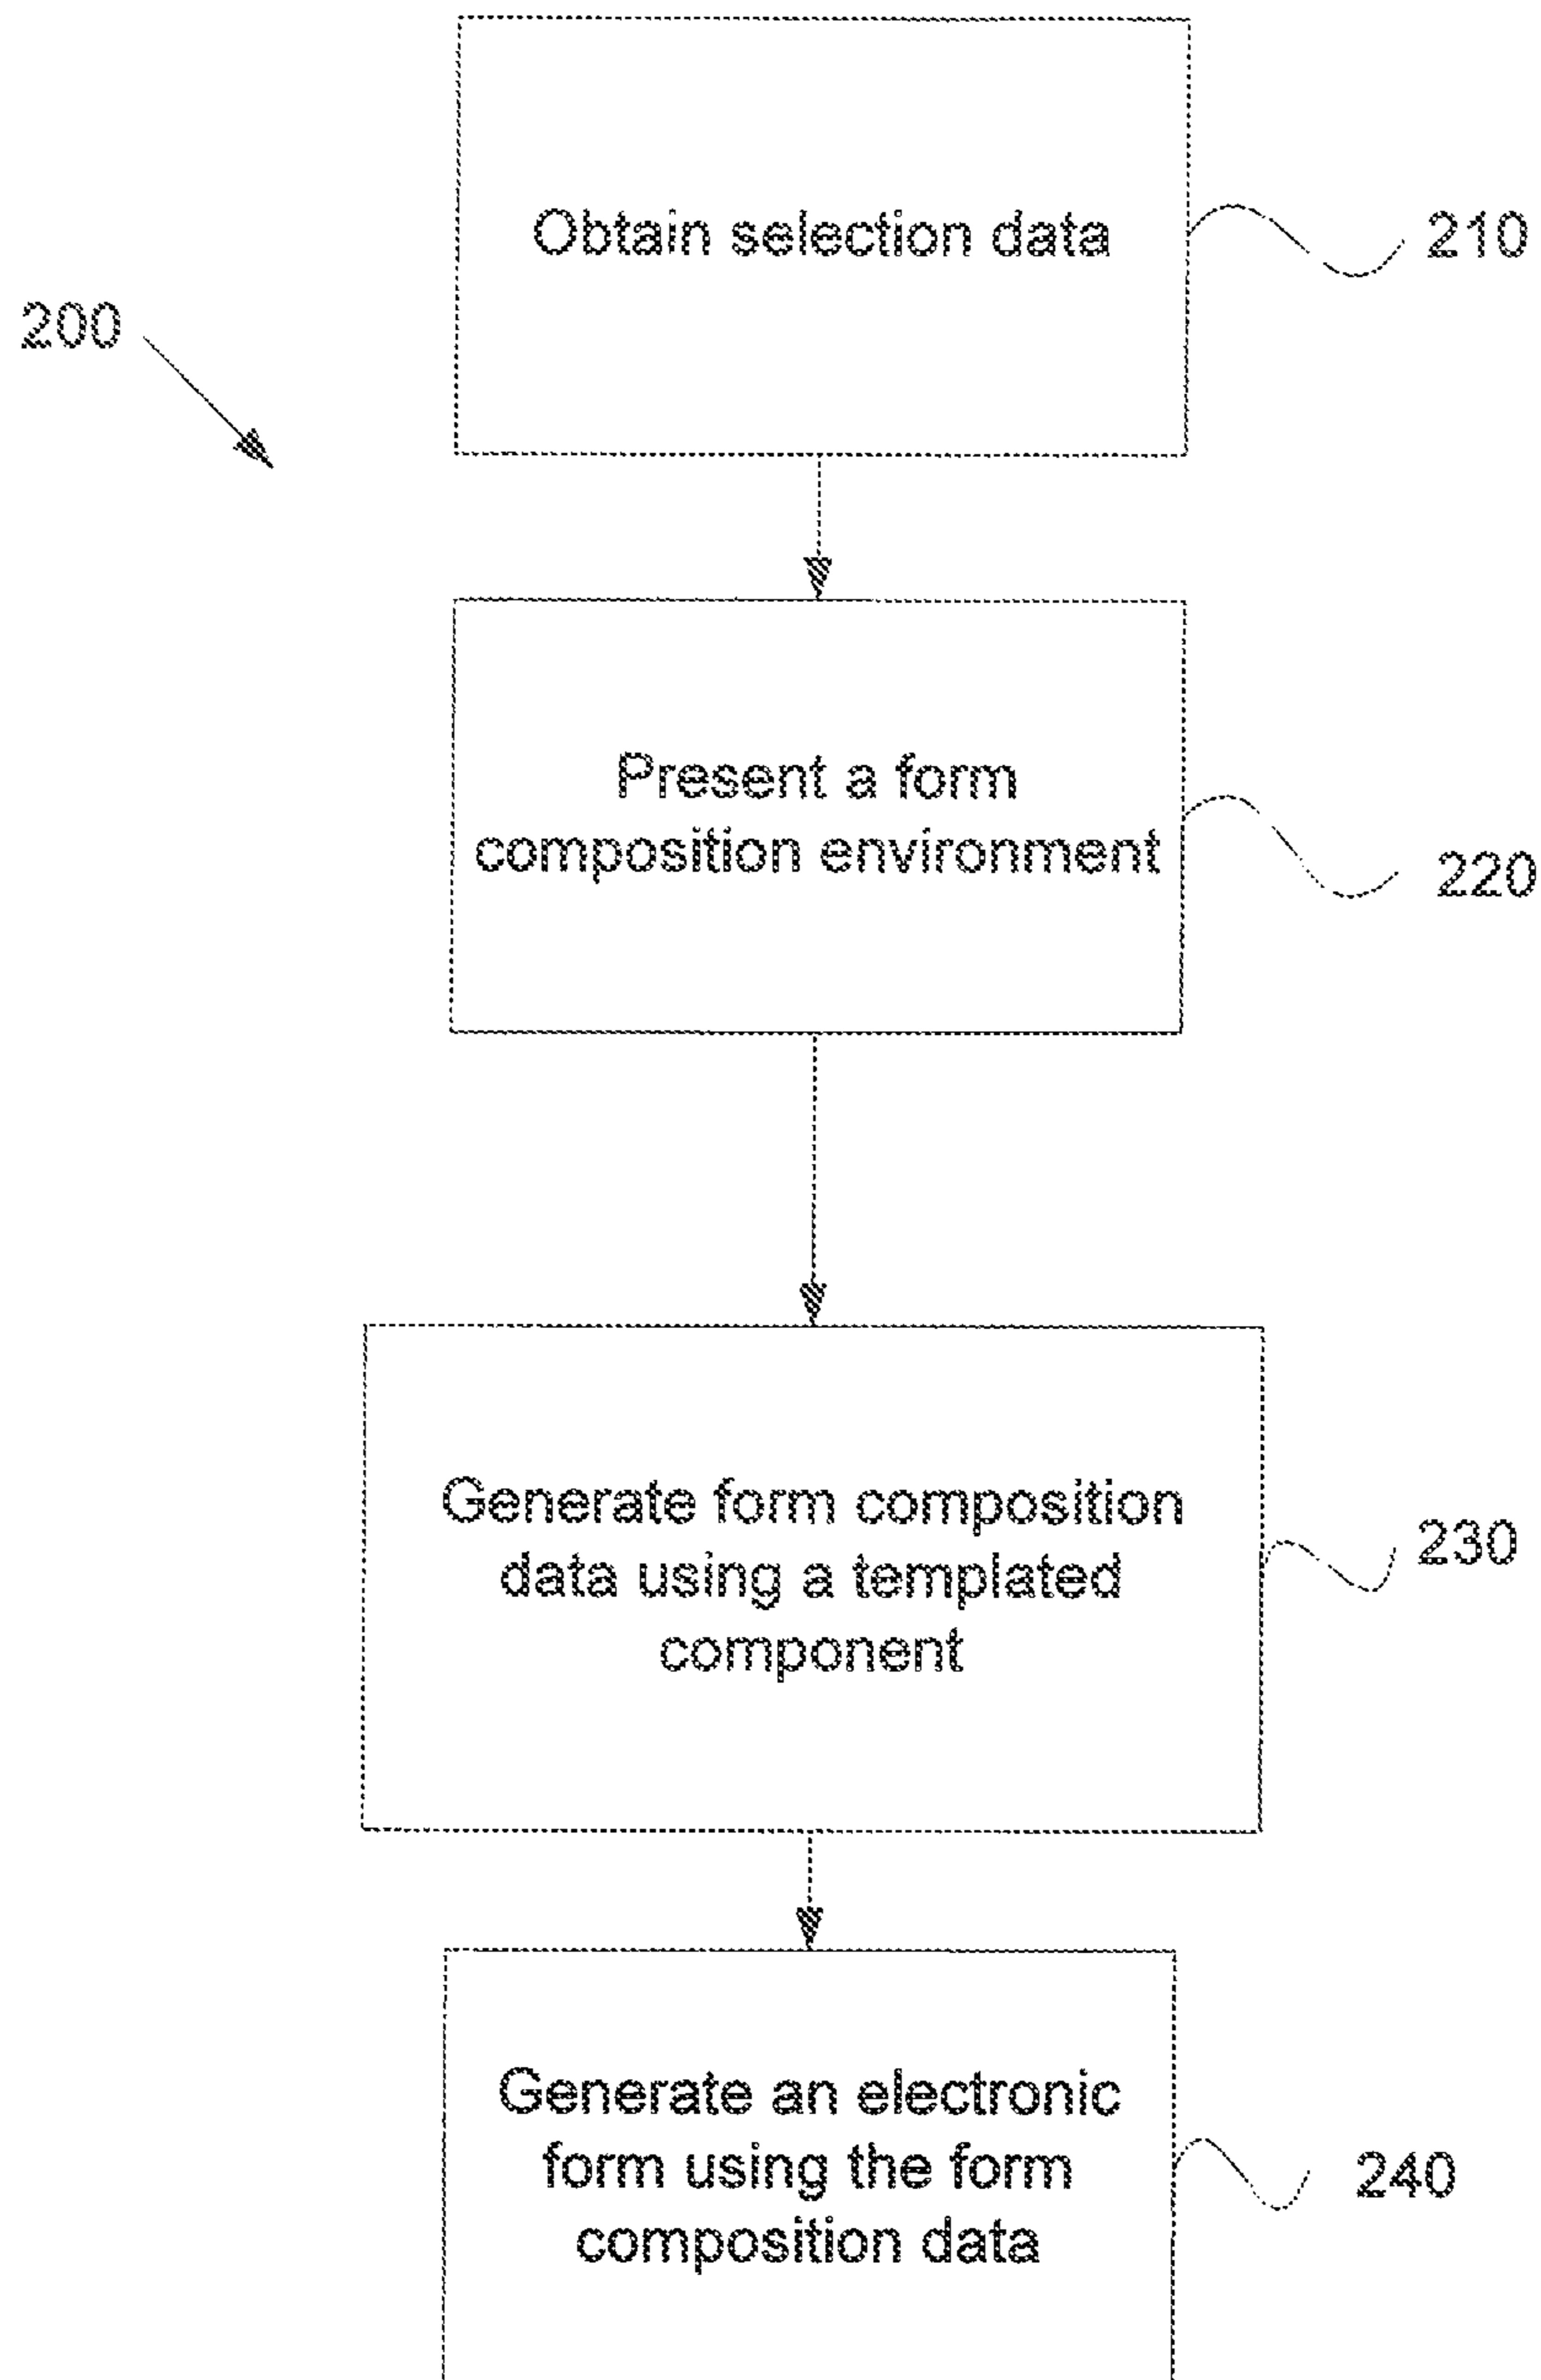 Obtain selection data
210
200
Present a form
composition environment
220
Generate form composition
data using a templated
component
230
Generate an electronic
form using the form
composition data
240